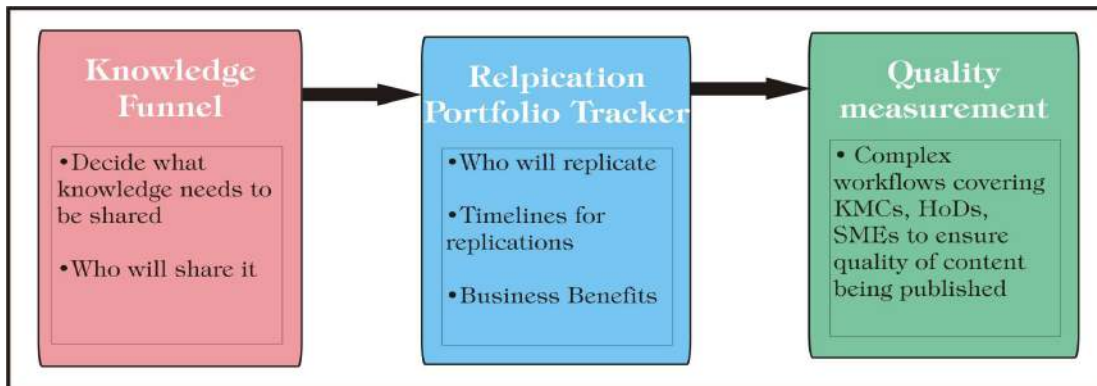 Knowledge
Funnel
•Decide what
knowledge needs to
be shared
•Who will share it
Relpication
Portfolio Tracker
•Who will replicate
•Timelines for
replications
•Business Benefits
Quality
measurement
• Complex
workflows covering
KMCs, HoDs,
SMEs to ensure
quality of content
being published